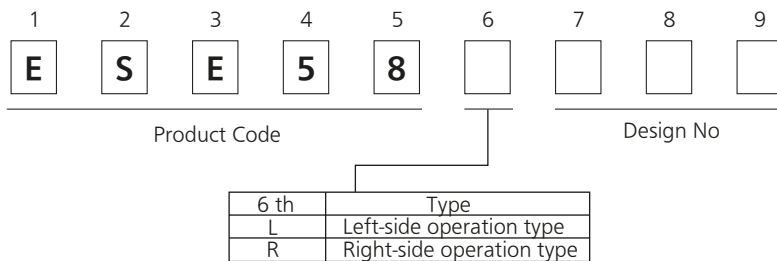 1 2 3 4 5 6 7 8 9
E S E 5 8
Product Code Design No
6 th Type
L Left-side operation type
R Right-side operation type